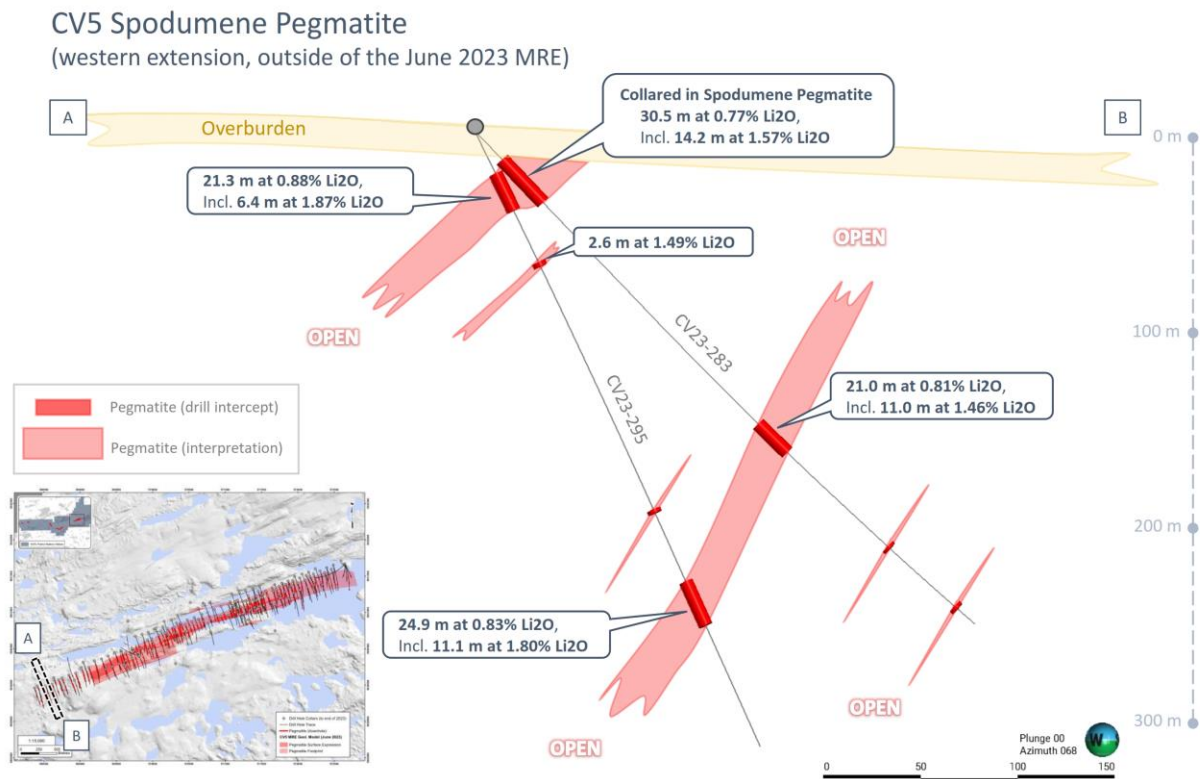 CV5 Spodumene Pegmatite
(western extension, outside of the June 2023 MRE)
A
Overburden
Collared in Spodumene Pegmatite
30.5 m at 0.77% Li2O,
Incl. 14.2 m at 1.57% Li2O
B
0 m
21.3 m at 0.88% Li2O,
Incl. 6.4 m at 1.87% Li2O
2.6 m at 1.49% Li2O
OPEN
OPEN
100 m
CV23-283
CV23-295
21.0 m at 0.81% Li2O,
Incl. 11.0 m at 1.46% Li2O
Pegmatite (drill intercept)
Pegmatite (interpretation)
200 m
24.9 m at 0.83% Li2O,
Incl. 11.1 m at 1.80% Li2O
A
B
OPEN
OPEN
300
Plunge 00
Azimuth 068
W
0 50 100 150